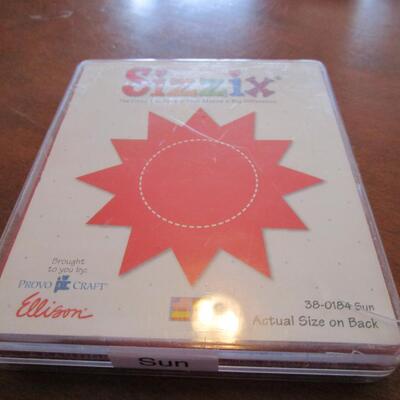 Sizzix
Brought
to you by:
PROVO CRAFT
Ellison
38-0184 Sun
Actual Size on Back
Sun